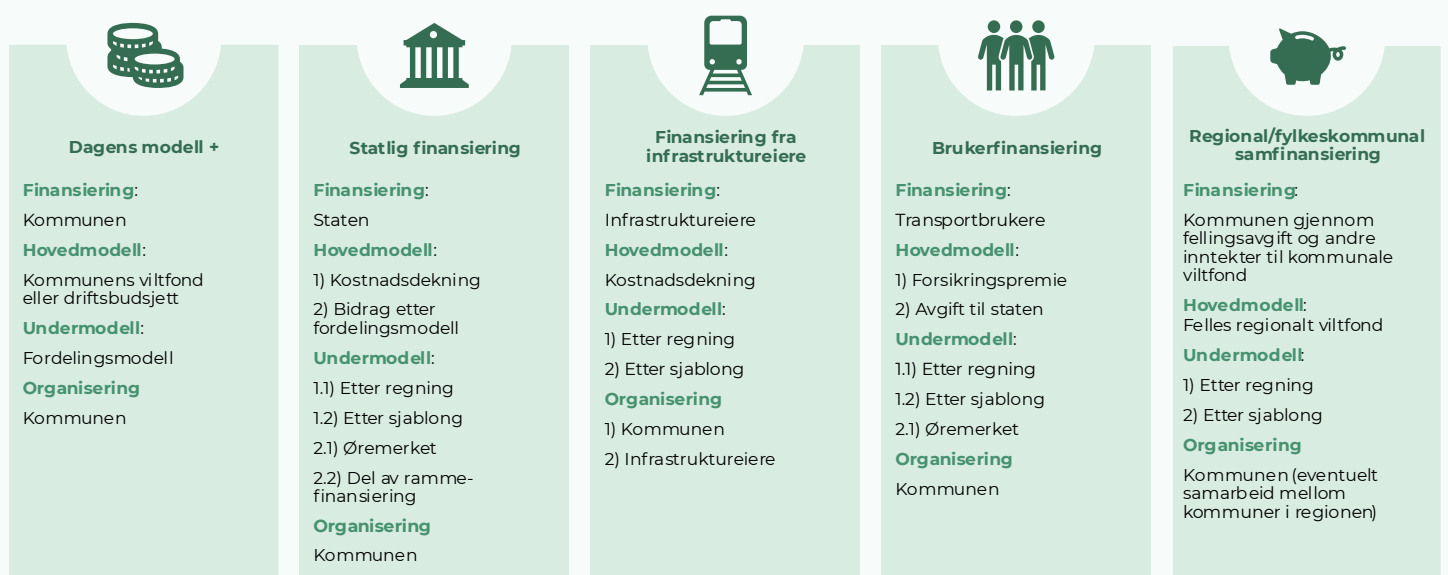 Dagens modell +
Finansiering:
Kommunen
Hovedmodell:
Kommunens viltfond
eller driftsbudsjett
Undermodell:
Fordelingsmodell
Organisering
Kommunen
Statlig finansiering
Finansiering:
Staten
Hovedmodell:
1) Kostnadsdekning
2) Bidrag etter
fordelingsmodell
Undermodell:
1.1) Etter regning
1.2) Etter sjablong
2.1) Øremerket
2.2) Del av ramme-
finansiering
Organisering
Kommunen
Finansiering fra
infrastruktureiere
Finansiering:
Infrastruktureiere
Hovedmodell:
Kostnadsdekning
Undermodell:
1) Etter regning
2) Etter sjablong
Organisering
1) Kommunen
2) Infrastruktureiere
Brukerfinansiering
Finansiering:
Transportbrukere
Hovedmodell:
1) Forsikringspremie
2) Avgift til staten
Undermodell:
1.1) Etter regning
1.2) Etter sjablong
2.1) Øremerket
Organisering
Kommunen
Regional/fylkeskommunal
samfinansiering
Finansiering:
Kommunen gjennom
fellingsavgift og andre
inntekter til kommunale
viltfond
Hovedmodell:
Felles regionalt viltfond
Undermodell:
1) Etter regning
2) Etter sjablong
Organisering
Kommunen (eventuelt
samarbeid mellom
kommuner i regionen)